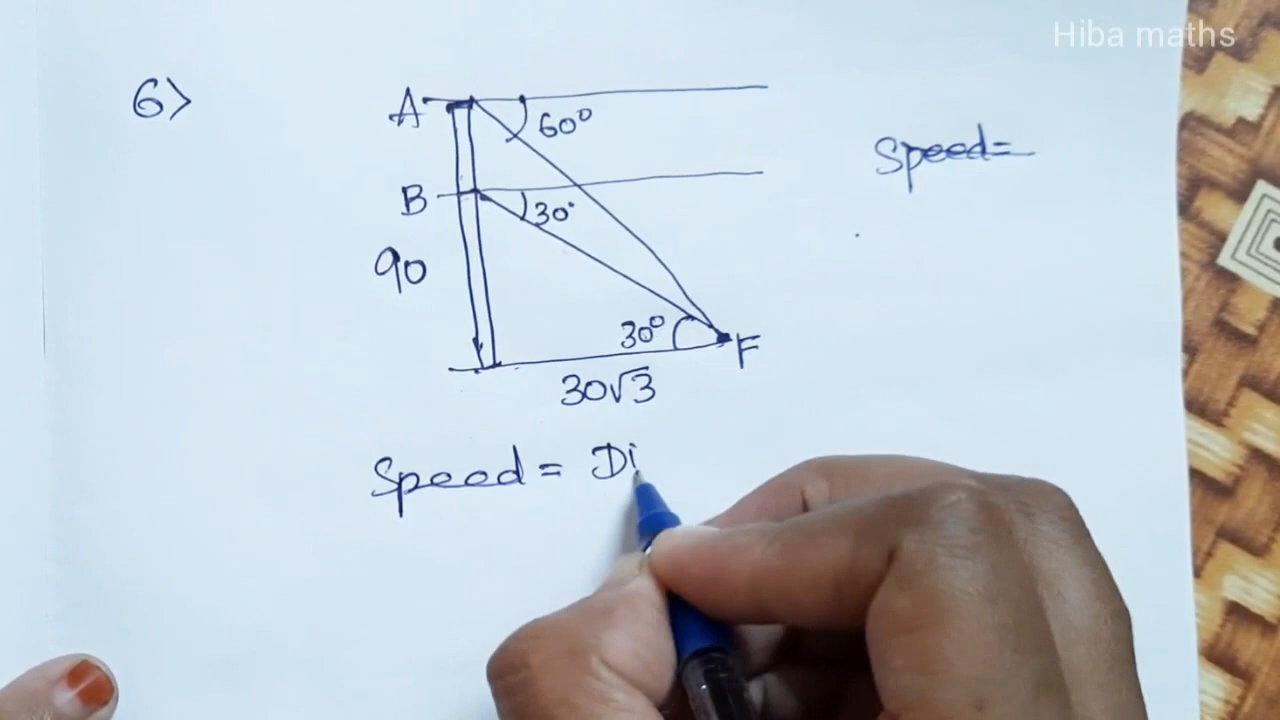 Hiba maths
6>
A 60°
Speed=
B 30°
90
30° F
30√3
Speed = Di